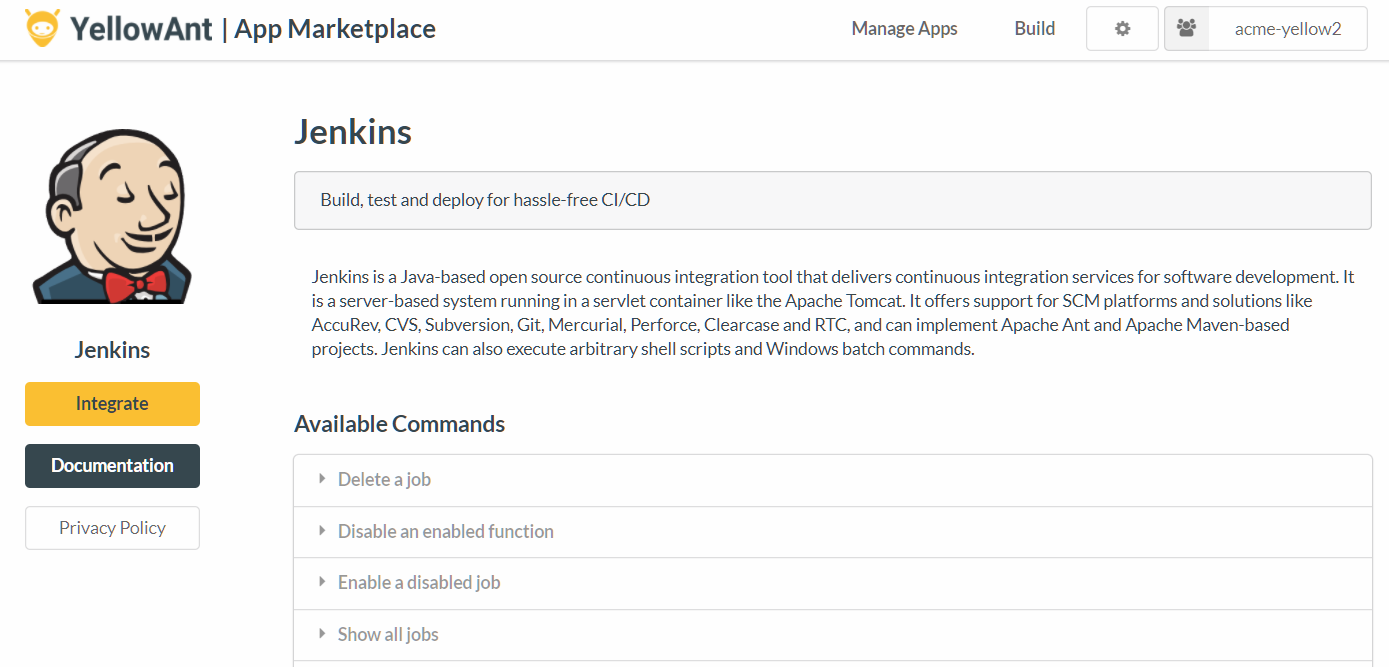 YellowAnt | App Marketplace
Manage Apps
Build
acme-yellow2
Jenkins
Integrate
Documentation
Privacy Policy
Jenkins
Build, test and deploy for hassle-free CI/CD
Jenkins is a Java-based open source continuous integration tool that delivers continuous integration services for software development. It
is a server-based system running in a servlet container like the Apache Tomcat. It offers support for SCM platforms and solutions like
AccuRev, CVS, Subversion, Git, Mercurial, Perforce, Clearcase and RTC, and can implement Apache Ant and Apache Maven-based
projects. Jenkins can also execute arbitrary shell scripts and Windows batch commands.
Available Commands
Delete a job
Disable an enabled function
Enable a disabled job
Show all jobs